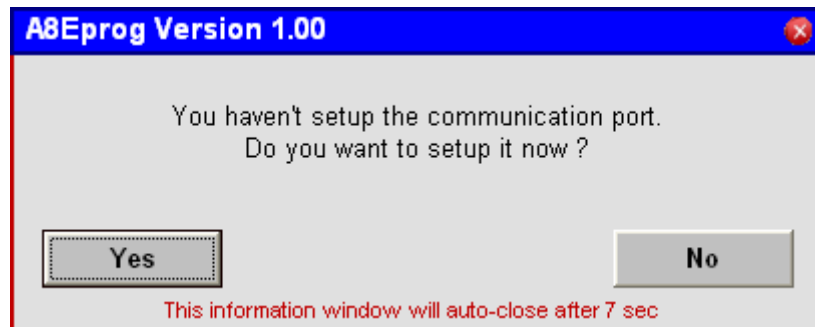 A8Eprog Version 1.00
You haven't setup the communication port.
Do you want to setup it now ?
Yes
No
This information window will auto-close after 7 sec